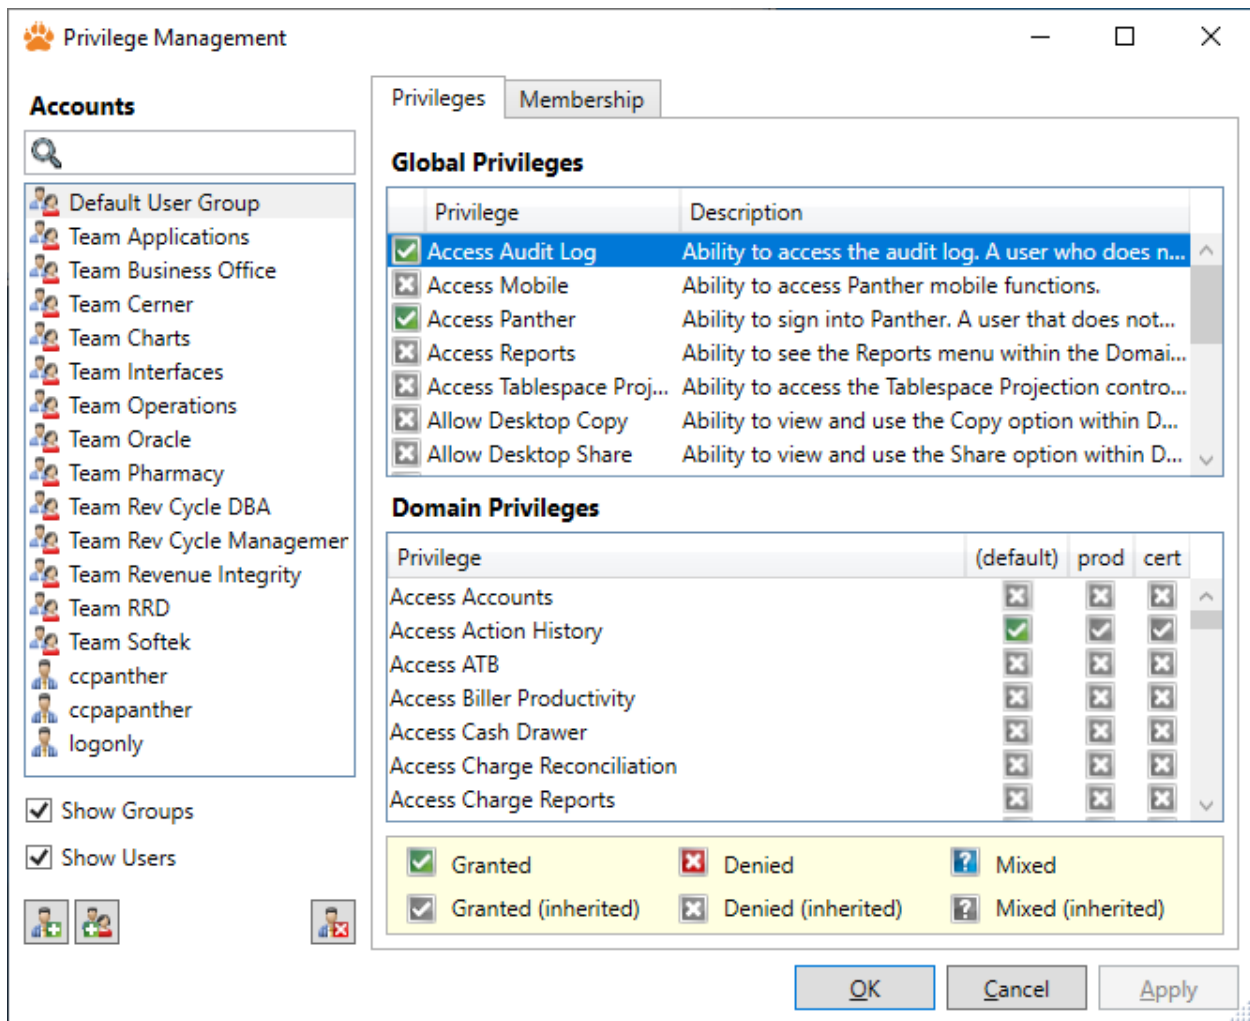 Privilege Management
Accounts
Default User Group
Team Applications
Team Business Office
Team Cerner
Team Charts
Team Interfaces
Team Operations
Team Oracle
Team Pharmacy
Team Rev Cycle DBA
Team Rev Cycle Managemer
Team Revenue Integrity
Team RRD
Team Softek
ccpanther
ccpapanther
logonly
Show Groups
Show Users
Privileges Membership
Global Privileges
Privilege Description
Access Audit Log Ability to access the audit log. A user who does n...
Access Mobile Ability to access Panther mobile functions.
Access Panther Ability to sign into Panther. A user that does not...
Access Reports Ability to see the Reports menu within the Domai...
Access Tablespace Proj... Ability to access the Tablespace Projection contro...
Allow Desktop Copy Ability to view and use the Copy option within D...
Allow Desktop Share Ability to view and use the Share option within D...
Domain Privileges
Privilege (default) prod cert
Access Accounts
Access Action History
Access ATB
Access Biller Productivity
Access Cash Drawer
Access Charge Reconciliation
Access Charge Reports
Granted Denied Mixed
Granted (inherited) Denied (inherited) Mixed (inherited)
OK Cancel Apply